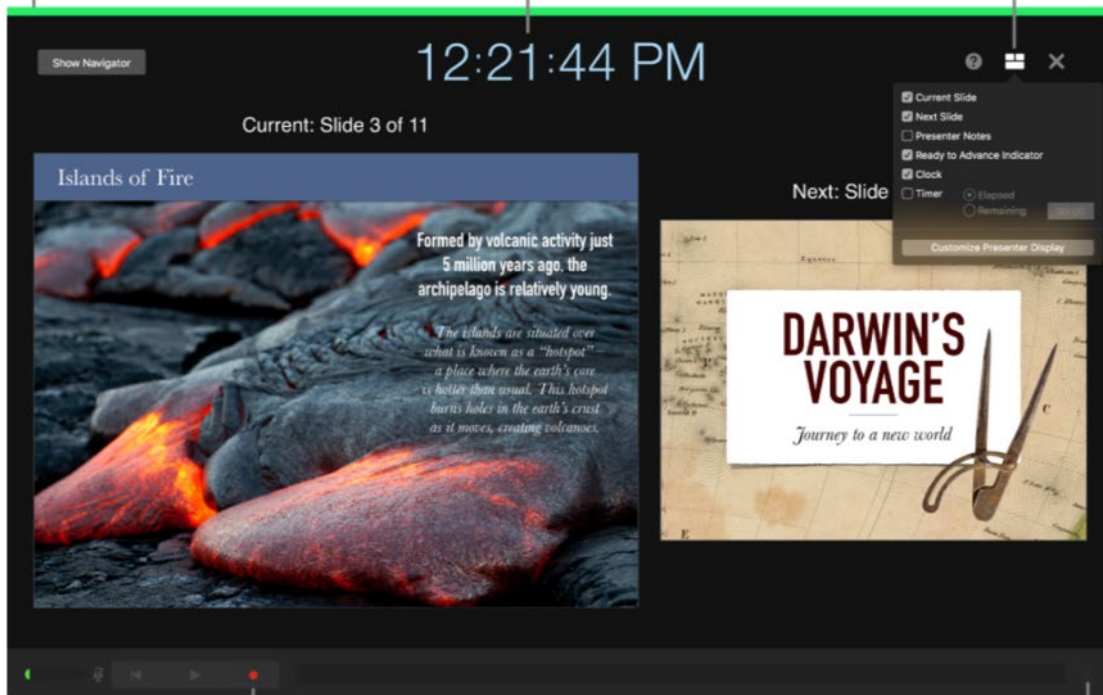 Show Navigator
12:21:44 PM
Current: Slide 3 of 11
Current Slide
Next Slide
Presenter Notes
Ready to Advance Indicator
Clock
Timer
Elapsed
Remaining
00:00
Customize Presenter Display
Islands of Fire
Formed by volcanic activity just
5 million years ago, the
archipelago is relatively young.
The islands are situated over
what is known as a “hotspot”
a place where the earth's core
is hotter than usual. This hotspot
burns holes in the earth's crust
as it moves, creating volcanoes.
Next: Slide
Equator
DARWIN'S
VOYAGE
Journey to a new world
C
E